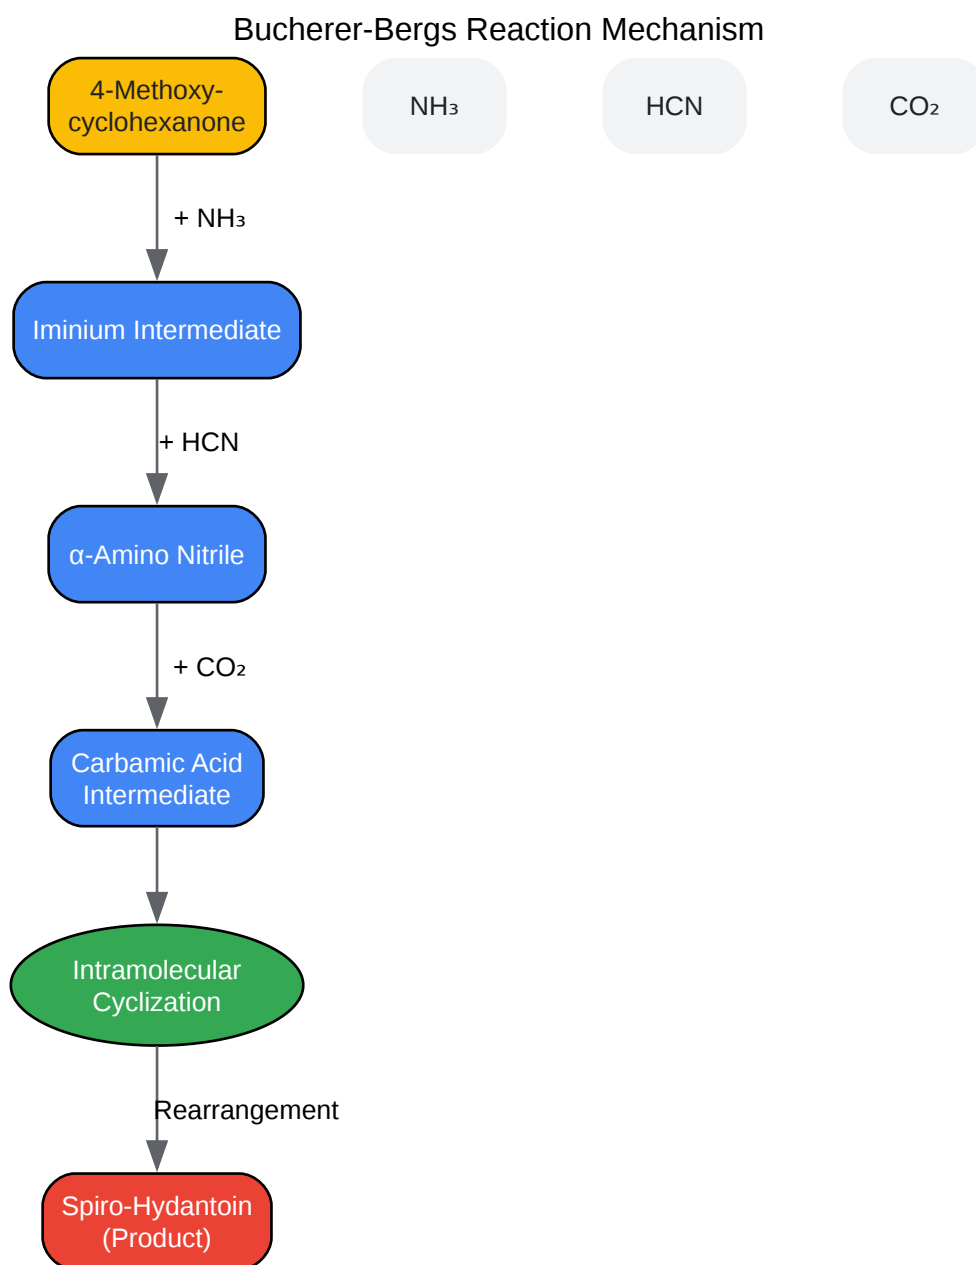 Bucherer-Bergs Reaction Mechanism
4-Methoxy-
cyclohexanone
NH₃
HCN
CO₂
+ NH₃
Iminium Intermediate
+ HCN
α-Amino Nitrile
+ CO₂
Carbamic Acid
Intermediate
Intramolecular
Cyclization
Rearrangement
Spiro-Hydantoin
(Product)